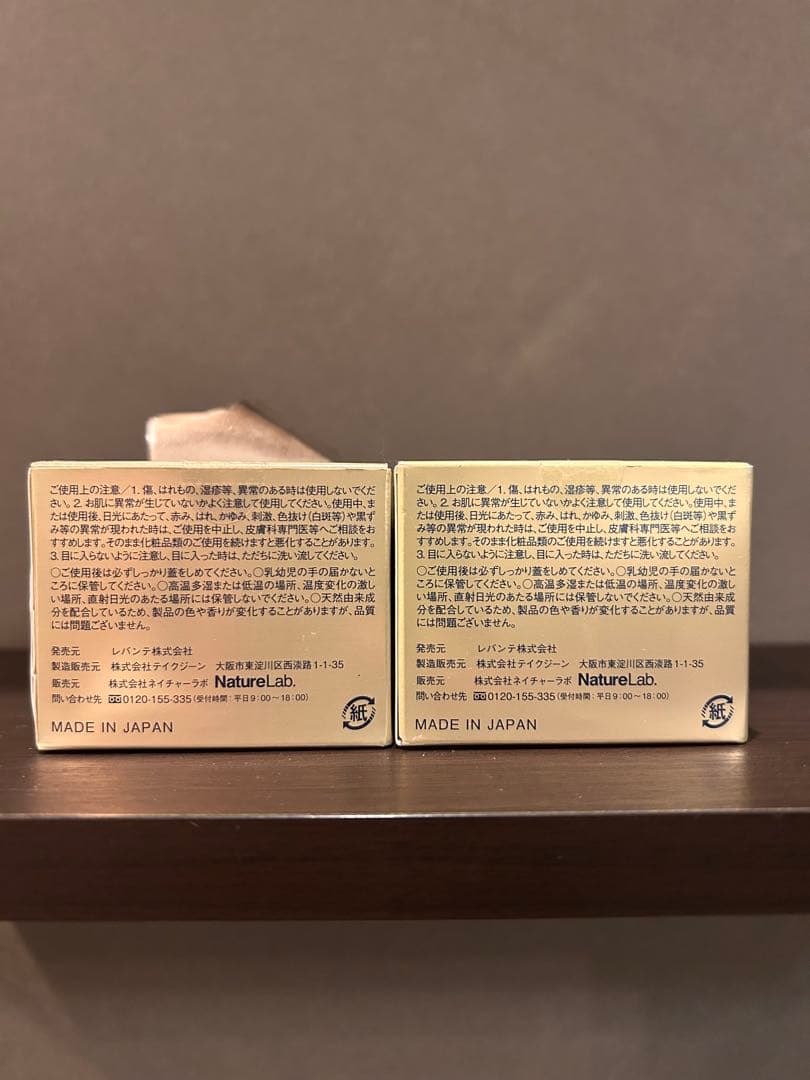 ご使用上の注意／1. 傷、はれもの、湿疹等、異常のある時は使用しないでくだ
さい。2. お肌に異常が生じていないかよく注意して使用してください。使用中、ま
たは使用後、日光にあたって、赤み、はれ、かゆみ、刺激、色抜け(白斑等)や黒ず
み等の異常が現われた時は、ご使用を中止し、皮膚科専門医等へご相談をお
すすめします。そのまま化粧品類のご使用を続けますと悪化することがあります。
3. 目に入らないように注意し、目に入った時は、ただちに洗い流してください。
○ご使用後は必ずしっかり蓋をしめてください。○乳幼児の手の届かないと
ころに保管してください。○高温多湿または低温の場所、温度変化の激し
い場所、直射日光のあたる場所には保管しないでください。○天然由来成
分を配合しているため、製品の色や香りが変化することがありますが、品質
には問題ございません。
発売元 レバンテ株式会社
製造販売元 株式会社テイクジーン 大阪市東淀川区西淡路1-1-35
販売元 株式会社ネイチャーラボ NatureLab.
問い合わせ先 0120-155-335(受付時間：平日9:00〜18:00)
紙
MADE IN JAPAN
ご使用上の注意／1. 傷、はれもの、湿疹等、異常のある時は使用しないでくだ
さい。2. お肌に異常が生じていないかよく注意して使用してください。使用中、ま
たは使用後、日光にあたって、赤み、はれ、かゆみ、刺激、色抜け(白斑等)や黒ず
み等の異常が現われた時は、ご使用を中止し、皮膚科専門医等へご相談をお
すすめします。そのまま化粧品類のご使用を続けますと悪化することがあります。
3. 目に入らないように注意し、目に入った時は、ただちに洗い流してください。
○ご使用後は必ずしっかり蓋をしめてください。○乳幼児の手の届かないと
ころに保管してください。○高温多湿または低温の場所、温度変化の激し
い場所、直射日光のあたる場所には保管しないでください。○天然由来成
分を配合しているため、製品の色や香りが変化することがありますが、品質
には問題ございません。
発売元 レバンテ株式会社
製造販売元 株式会社テイクジーン 大阪市東淀川区西淡路1-1-35
販売元 株式会社ネイチャーラボ NatureLab.
問い合わせ先 0120-155-335(受付時間：平日9:00〜18:00)
紙
MADE IN JAPAN